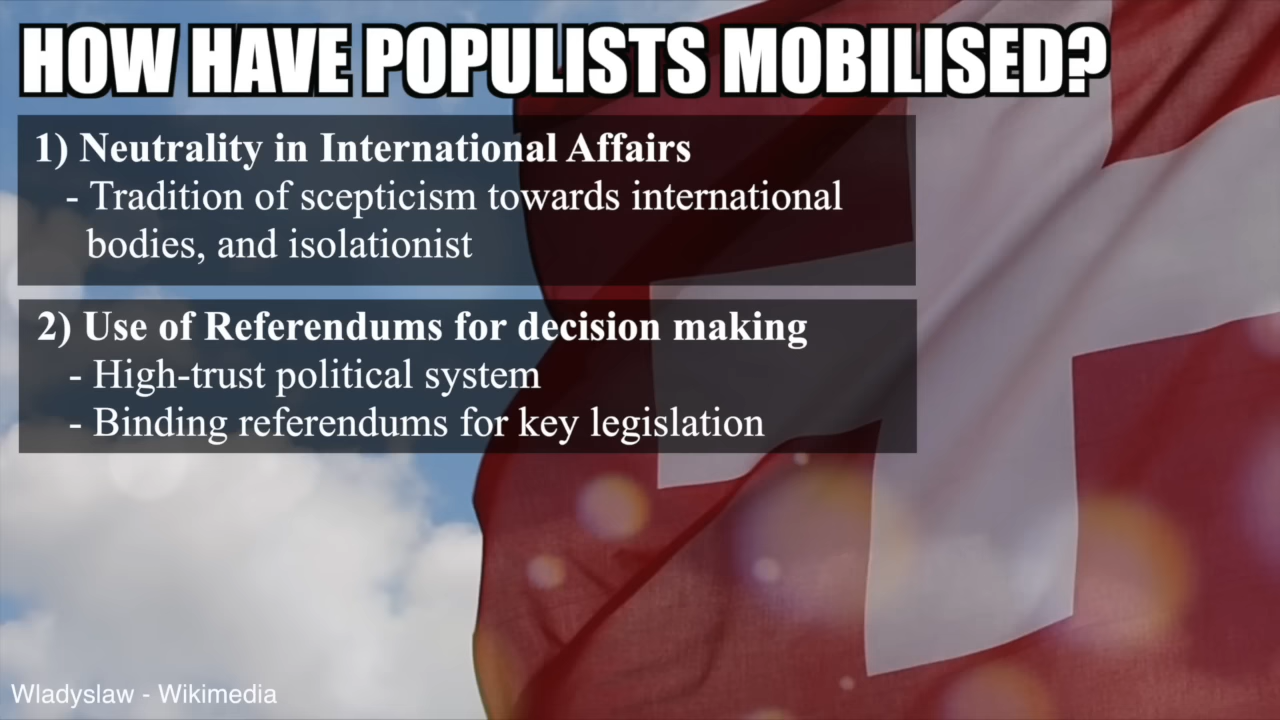 HOW HAVE POPULISTS MOBILISED?
1) Neutrality in International Affairs
- Tradition of scepticism towards international
bodies, and isolationist
2) Use of Referendums for decision making
- High-trust political system
- Binding referendums for key legislation
Wladyslaw - Wikimedia